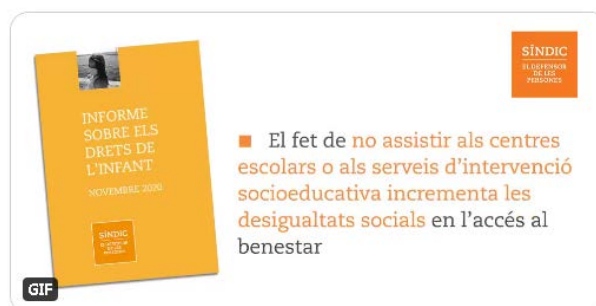 INFORME
SOBRE ELS
DRETS DE
L'INFANT
NOVEMBRE 2020
SÍNDIC
EL DEFENSOR
DE LES
PERSONES
SÍNDIC
EL DEFENSOR
DE LES
PERSONES
■ El fet de no assistir als centres
escolars o als serveis d'intervenció
socioeducativa incrementa les
desigualtats socials en l'accés al
benestar
GIF